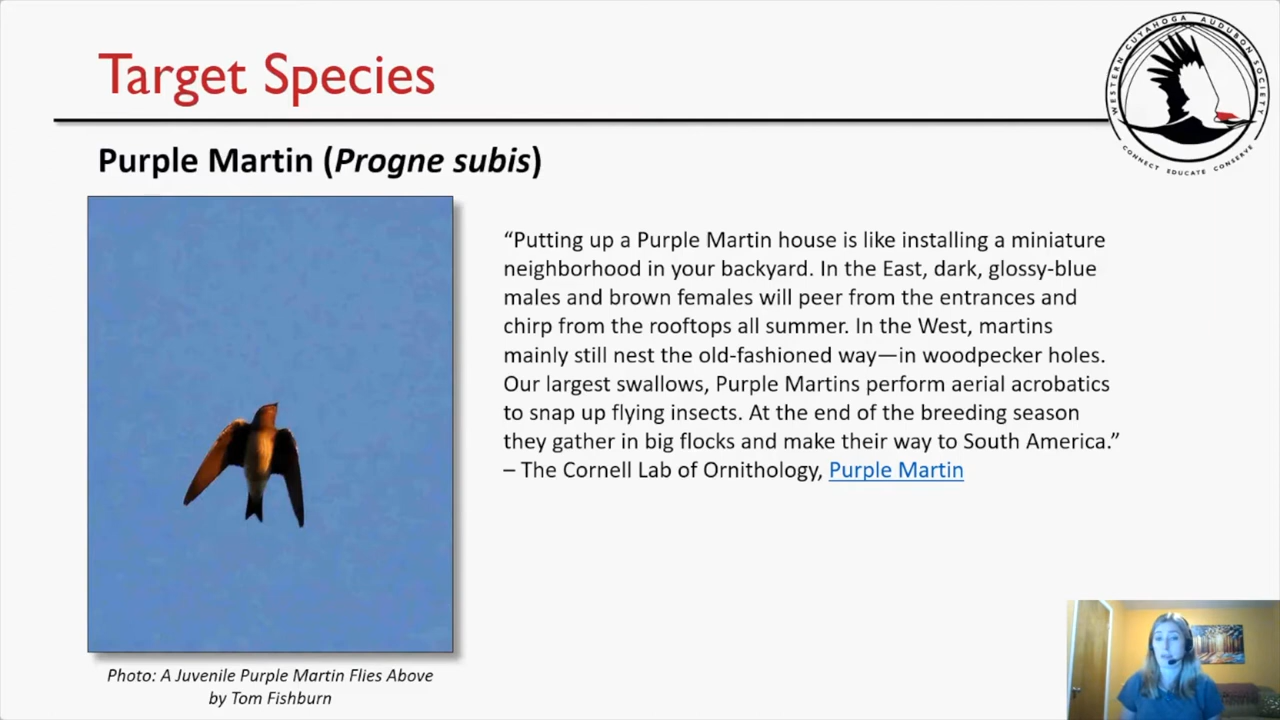 Target Species
WESTERN CUYAHOGA AUDUBON SOCIETY
CONNECT EDUCATE CONSERVE
Purple Martin (Progne subis)
“Putting up a Purple Martin house is like installing a miniature
neighborhood in your backyard. In the East, dark, glossy-blue
males and brown females will peer from the entrances and
chirp from the rooftops all summer. In the West, martins
mainly still nest the old-fashioned way—in woodpecker holes.
Our largest swallows, Purple Martins perform aerial acrobatics
to snap up flying insects. At the end of the breeding season
they gather in big flocks and make their way to South America.”
– The Cornell Lab of Ornithology, Purple Martin
Photo: A Juvenile Purple Martin Flies Above
by Tom Fishburn